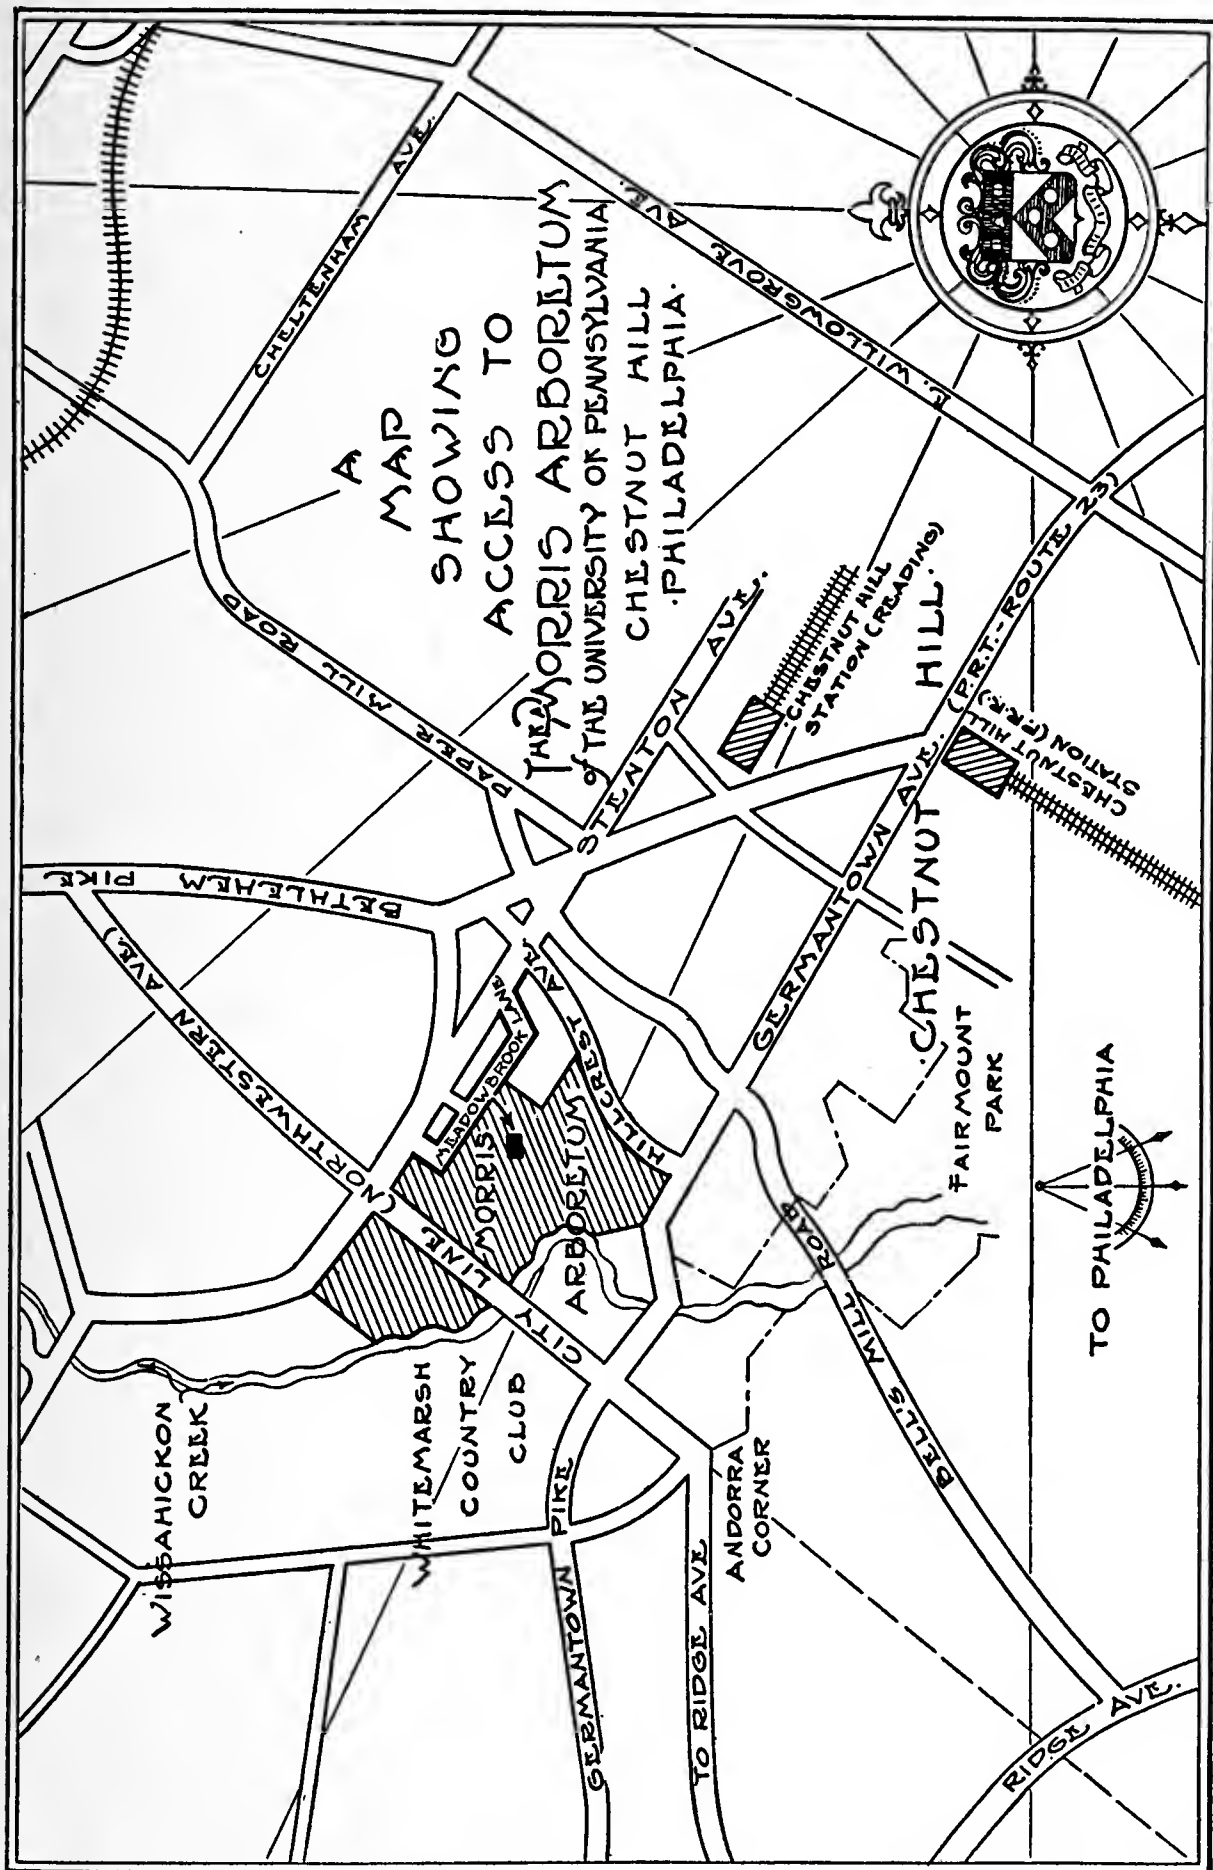 A
MAP
SHOWING
ACCESS TO
THE MORRIS ARBORETUM
of THE UNIVERSITY OF PENNSYLVANIA
CHESTNUT HILL
·PHILADELPHIA·
CHELTENHAM AVE.
E. WILLOWGROVE AVE.
PAPER MILL ROAD
STENTON AVE.
·CHESTNUT HILL
STATION (READING)
BETHLEHEM PIKE
(NORTHWESTERN AVE.)
CITY LINE
MEADOWBROOK LANE
HILLCREST AVE
MORRIS
ARBORETUM
GERMANTOWN AVE. (P.R.T.-ROUTE 23)
·CHESTNUT HILL·
CHESTNUT HILL
STATION (P.R.R.)
FAIRMOUNT
PARK
WISSAHICKON
CREEK
WHITEMARSH
COUNTRY
CLUB
GERMANTOWN PIKE
TO RIDGE AVE
ANDORRA
CORNER
BELL'S MILL ROAD
RIDGE AVE.
TO PHILADELPHIA